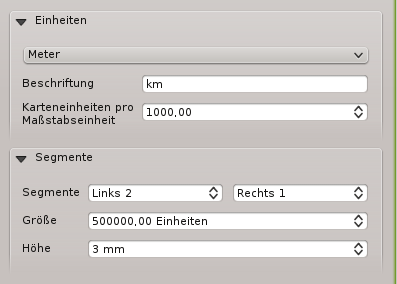 Einheiten
Meter
Beschriftung km
Karteneinheiten pro
Maßstabseinheit 1000,00
Segmente
Segmente Links 2 Rechts 1
Größe 500000,00 Einheiten
Höhe 3 mm